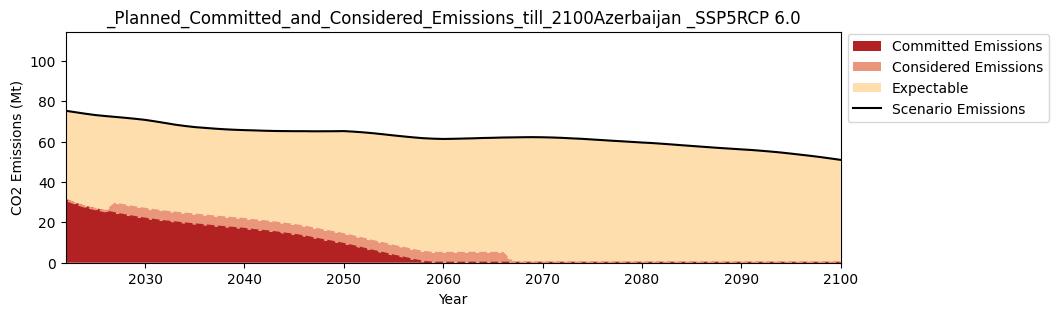 _Planned_Committed_and_Considered_Emissions_till_2100Azerbaijan _SSP5RCP 6.0
CO2 Emissions (Mt)
100
80
60
40
20
0
2030 2040 2050 2060 2070 2080 2090 2100
Year
Committed Emissions
Considered Emissions
Expectable
Scenario Emissions